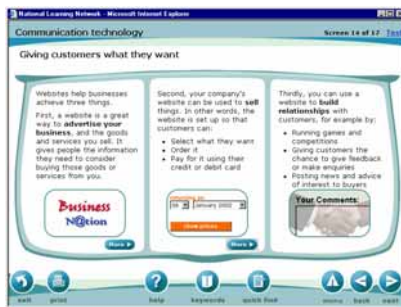 National Learning Network - Microsoft Internet Explorer
Communication technology
Screen 14 of 17
Giving customers what they want
Websites help businesses
achieve three things.
First, a website is a great
way to advertise your
business, and the goods
and services you sell. It
gives people the information
they need to consider
buying those goods or
services from you.
Business
N@tion
More
Second, your company's
website can be used to sell
things. In other words, the
website is set up so that
customers can:
• Select what they want
• Order it
• Pay for it using their
credit or debit card
January 2002
More
Thirdly, you can use a
website to build
relationships with
customers, for example by:
• Running games and
competitions
• Giving customers the
chance to give feedback
or make enquiries
• Posting news and advice
of interest to buyers
Your Comments:
exit
print
help
keywords
quick find
menu
back
next